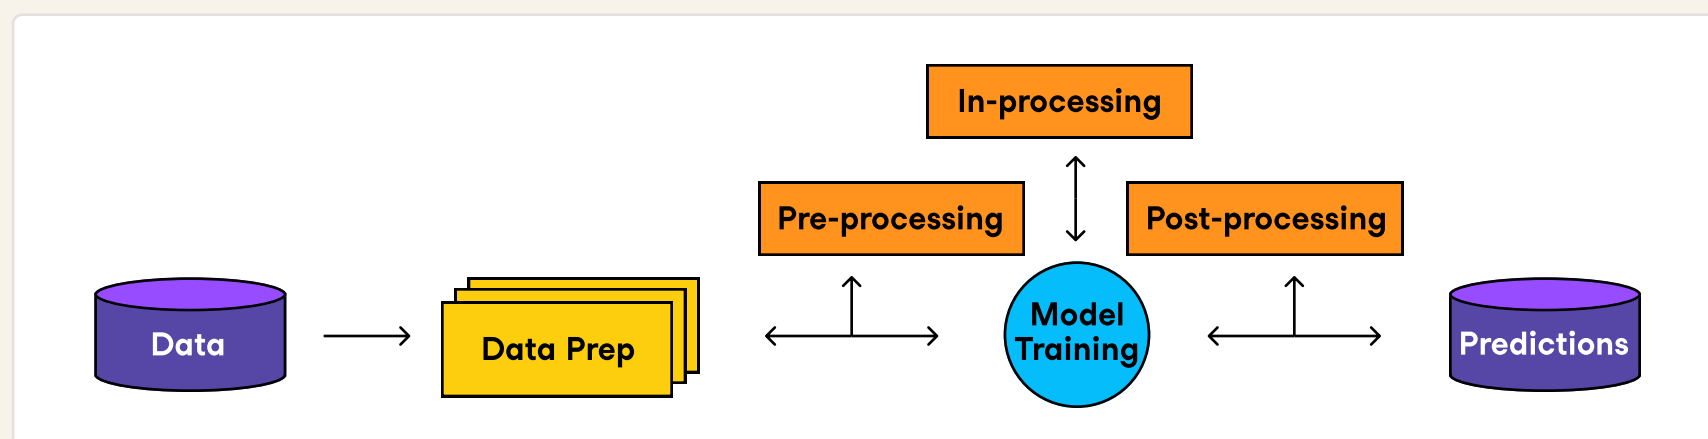 In-processing
Pre-processing
Post-processing
Data
Data Prep
Model
Training
Predictions